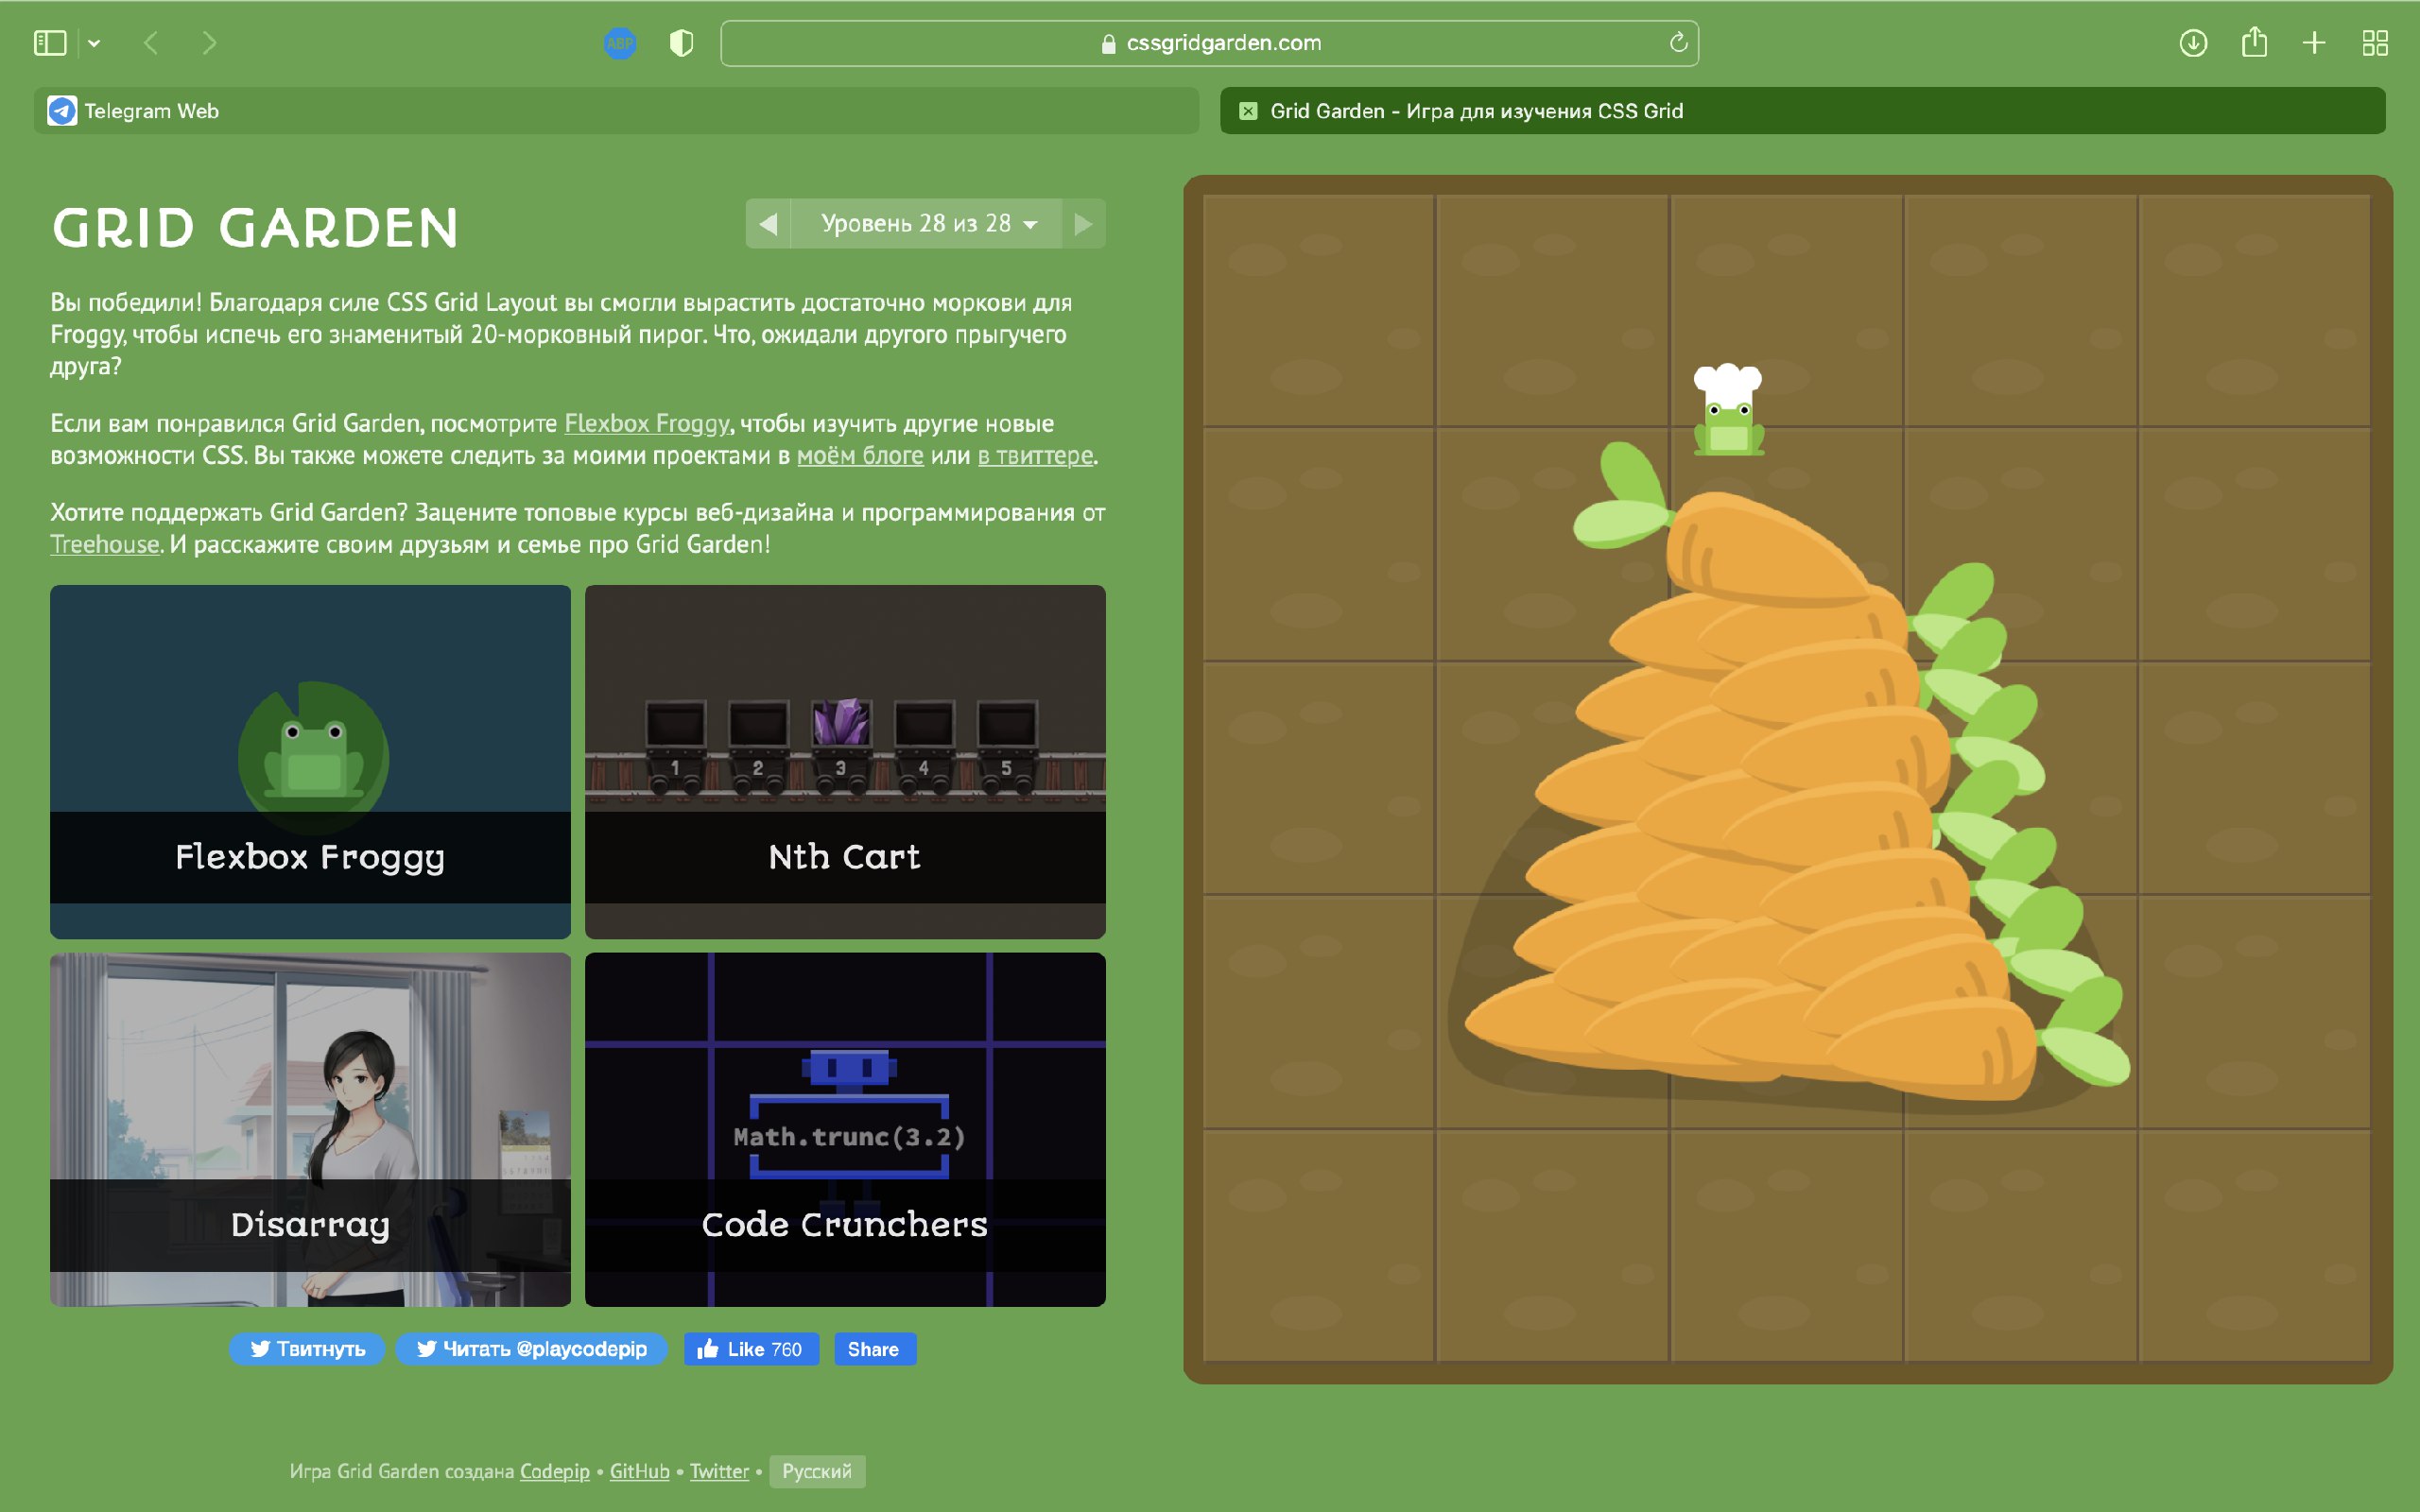 ABP
cssgridgarden.com
Telegram Web
Grid Garden - Игра для изучения CSS Grid
GRID GARDEN
Уровень 28 из 28
Вы победили! Благодаря силе CSS Grid Layout вы смогли вырастить достаточно моркови для
Froggy, чтобы испечь его знаменитый 20-морковный пирог. Что, ожидали другого прыгучего
друга?
Если вам понравился Grid Garden, посмотрите Flexbox Froggy, чтобы изучить другие новые
возможности CSS. Вы также можете следить за моими проектами в моём блоге или в твиттере.
Хотите поддержать Grid Garden? Зацените топовые курсы веб-дизайна и программирования от
Treehouse. И расскажите своим друзьям и семье про Grid Garden!
Flexbox Froggy
1 2 3 4 5
Nth Cart
Disarray
Math.trunc(3.2)
Code Crunchers
Твитнуть
Читать @playcodepip
Like 760
Share
Игра Grid Garden создана Codepip • GitHub • Twitter • Русский